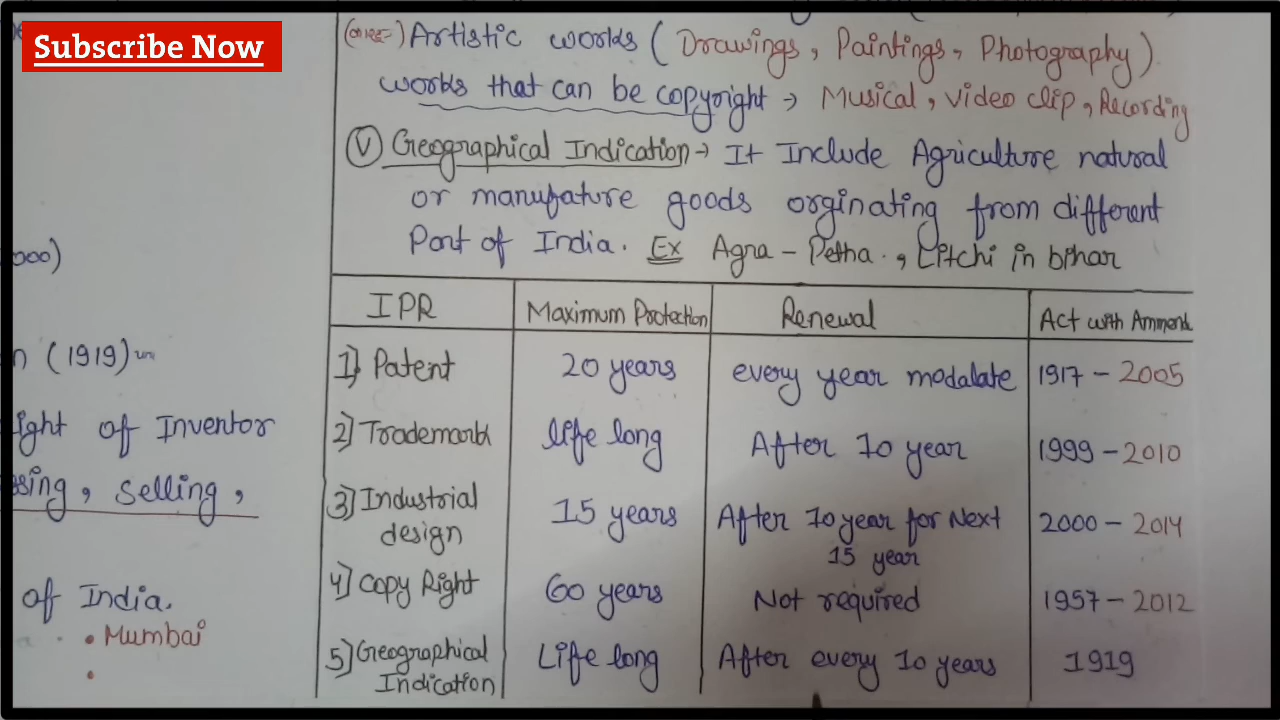 Subscribe Now
Artistic works (Drawings, Paintings, Photography)
works that can be copyright → Musical, video clip, Recording
(V) Geographical Indication → It Include Agriculture natural
or manufature goods orginating from different
Part of India. Ex Agra - Petha., Litchi in bihar
000)
n (1919)
ight of Inventor
ssing, selling,
of India.
• Mumbai
•
IPR Maximum Protection Renewal Act with Ammend
1) Patent 20 years every year 1917 - 2005
2) Trademark life long After 10 year 1999 - 2010
3) Industrial design 15 years After 10 year for Next 15 year 2000 - 2014
4) Copy Right 60 years Not required 1957 - 2012
5) Geographical Indication Life long After every 10 years 1919